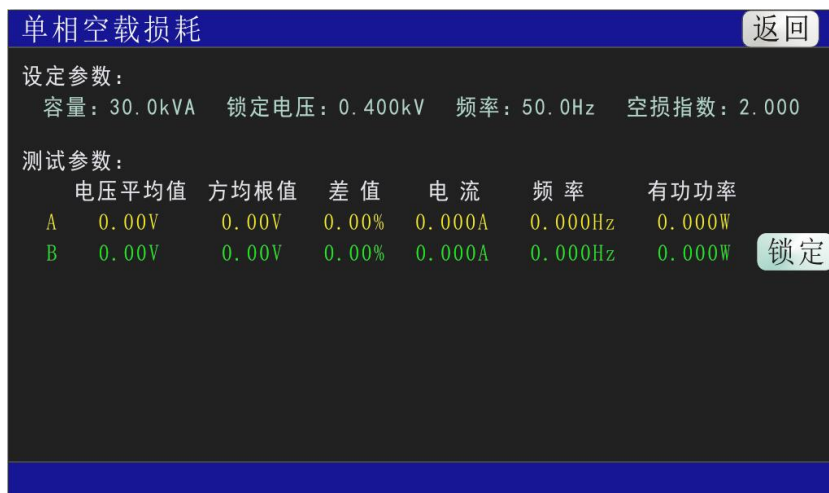 单相空载损耗 返回
设定参数：
容量：30.0kVA 锁定电压：0.400kV 频率：50.0Hz 空损指数：2.000
测试参数：
电压平均值 方均根值 差值 电流 频率 有功功率
A 0.00V 0.00V 0.00% 0.000A 0.000Hz 0.000W
B 0.00V 0.00V 0.00% 0.000A 0.000Hz 0.000W 锁定